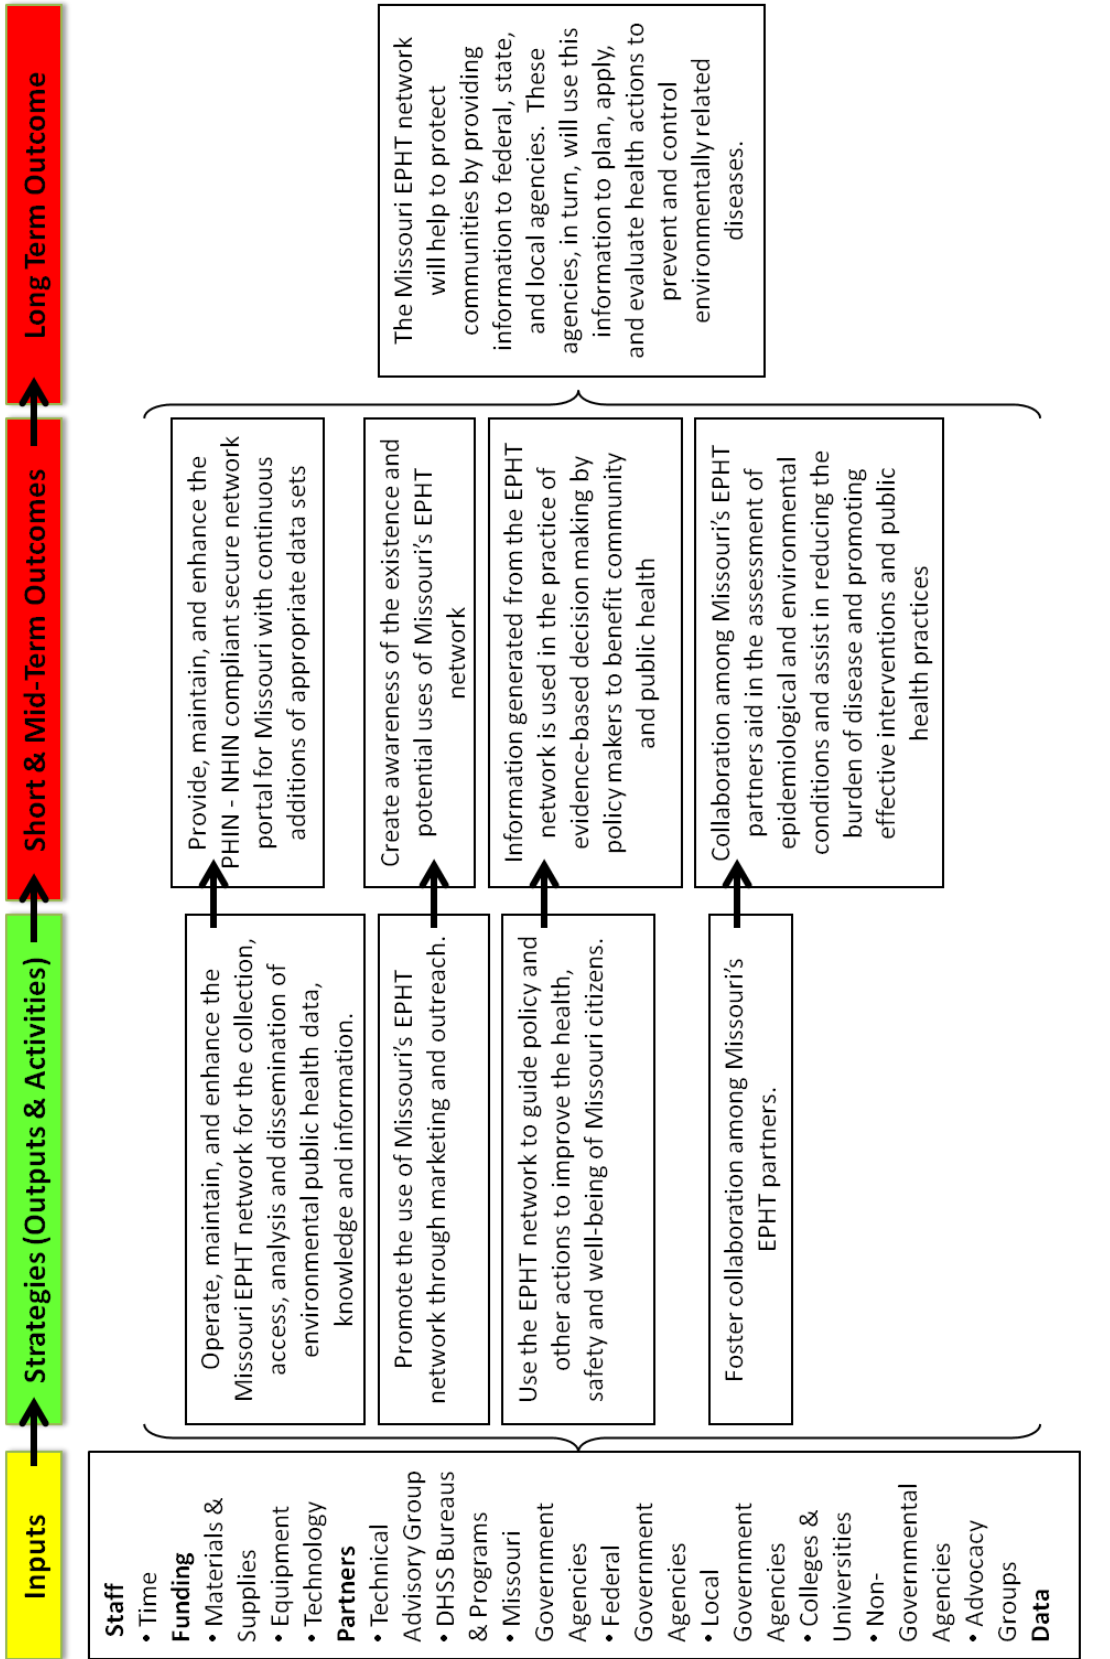 Inputs
Strategies (Outputs & Activities)
Short & Mid-Term Outcomes
Long Term Outcome
Staff
• Time
Funding
• Materials &
Supplies
• Equipment
• Technology
Partners
• Technical
Advisory Group
• DHSS Bureaus
& Programs
• Missouri
Government
Agencies
• Federal
Government
Agencies
• Local
Government
Agencies
• Colleges &
Universities
• Non-
Governmental
Agencies
• Advocacy
Groups
Data
Operate, maintain, and enhance the
Missouri EPHT network for the collection,
access, analysis and dissemination of
environmental public health data,
knowledge and information.
Promote the use of Missouri’s EPHT
network through marketing and outreach.
Use the EPHT network to guide policy and
other actions to improve the health,
safety and well-being of Missouri citizens.
Foster collaboration among Missouri’s
EPHT partners.
Provide, maintain, and enhance the
PHIN - NHIN compliant secure network
portal for Missouri with continuous
additions of appropriate data sets
Create awareness of the existence and
potential uses of Missouri’s EPHT
network
Information generated from the EPHT
network is used in the practice of
evidence-based decision making by
policy makers to benefit community
and public health
Collaboration among Missouri’s EPHT
partners aid in the assessment of
epidemiological and environmental
conditions and assist in reducing the
burden of disease and promoting
effective interventions and public
health practices
The Missouri EPHT network
will help to protect
communities by providing
information to federal, state,
and local agencies. These
agencies, in turn, will use this
information to plan, apply,
and evaluate health actions to
prevent and control
environmentally related
diseases.